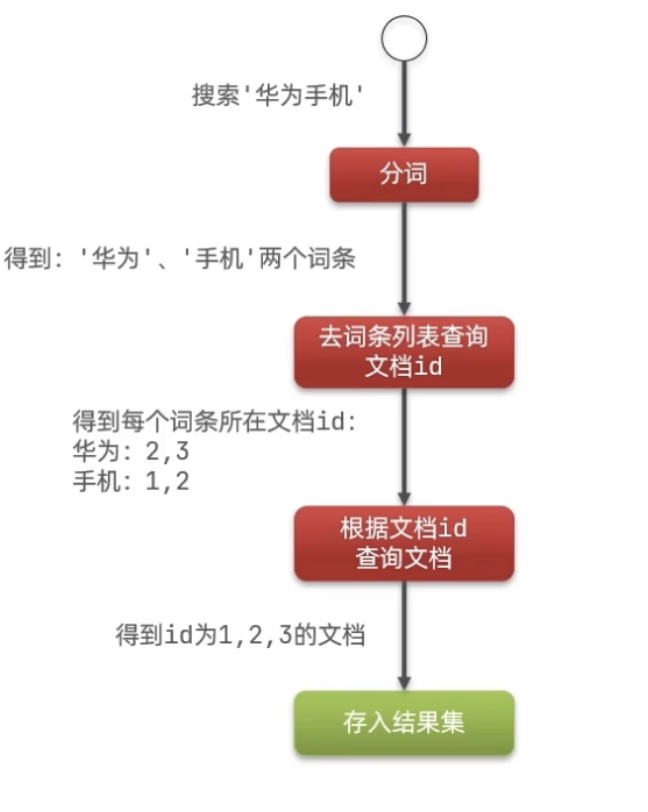 搜索'华为手机'
分词
得到：'华为'、'手机'两个词条
去词条列表查询
文档id
得到每个词条所在文档id：
华为：2,3
手机：1,2
根据文档id
查询文档
得到id为1,2,3的文档
存入结果集